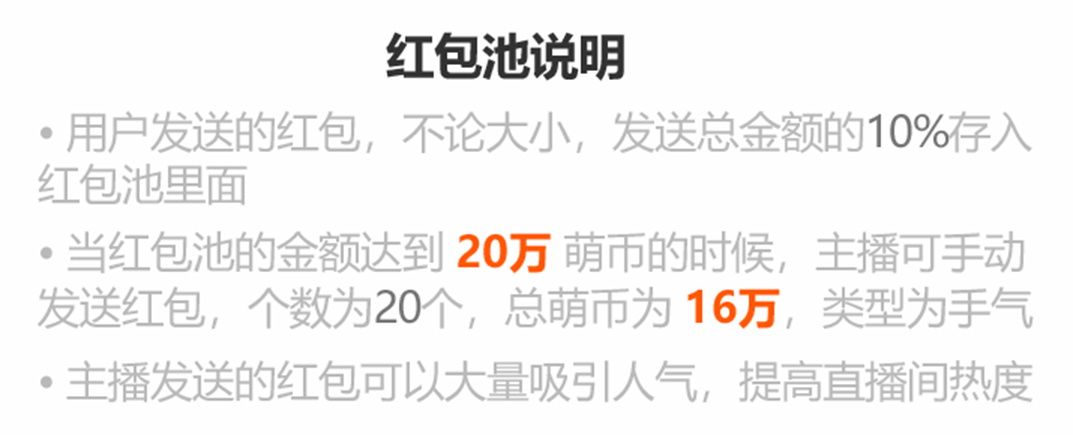 红包池说明
• 用户发送的红包，不论大小，发送总金额的10%存入
红包池里面
• 当红包池的金额达到 20万 萌币的时候，主播可手动
发送红包，个数为20个，总萌币为 16万，类型为手气
• 主播发送的红包可以大量吸引人气，提高直播间热度